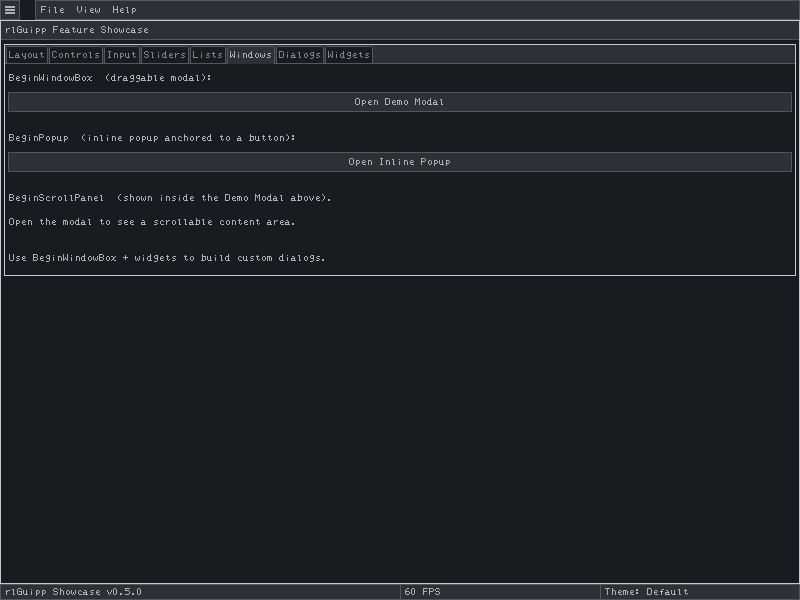 File View Help
rlGuipp Feature Showcase
Layout Controls Input Sliders Lists Windows Dialogs Widgets
BeginWindowBox (draggable modal):
Open Demo Modal
BeginPopup (inline popup anchored to a button):
Open Inline Popup
BeginScrollPanel (shown inside the Demo Modal above).
Open the modal to see a scrollable content area.
Use BeginWindowBox + widgets to build custom dialogs.
rlGuipp Showcase v0.5.0 60 FPS Theme: Default